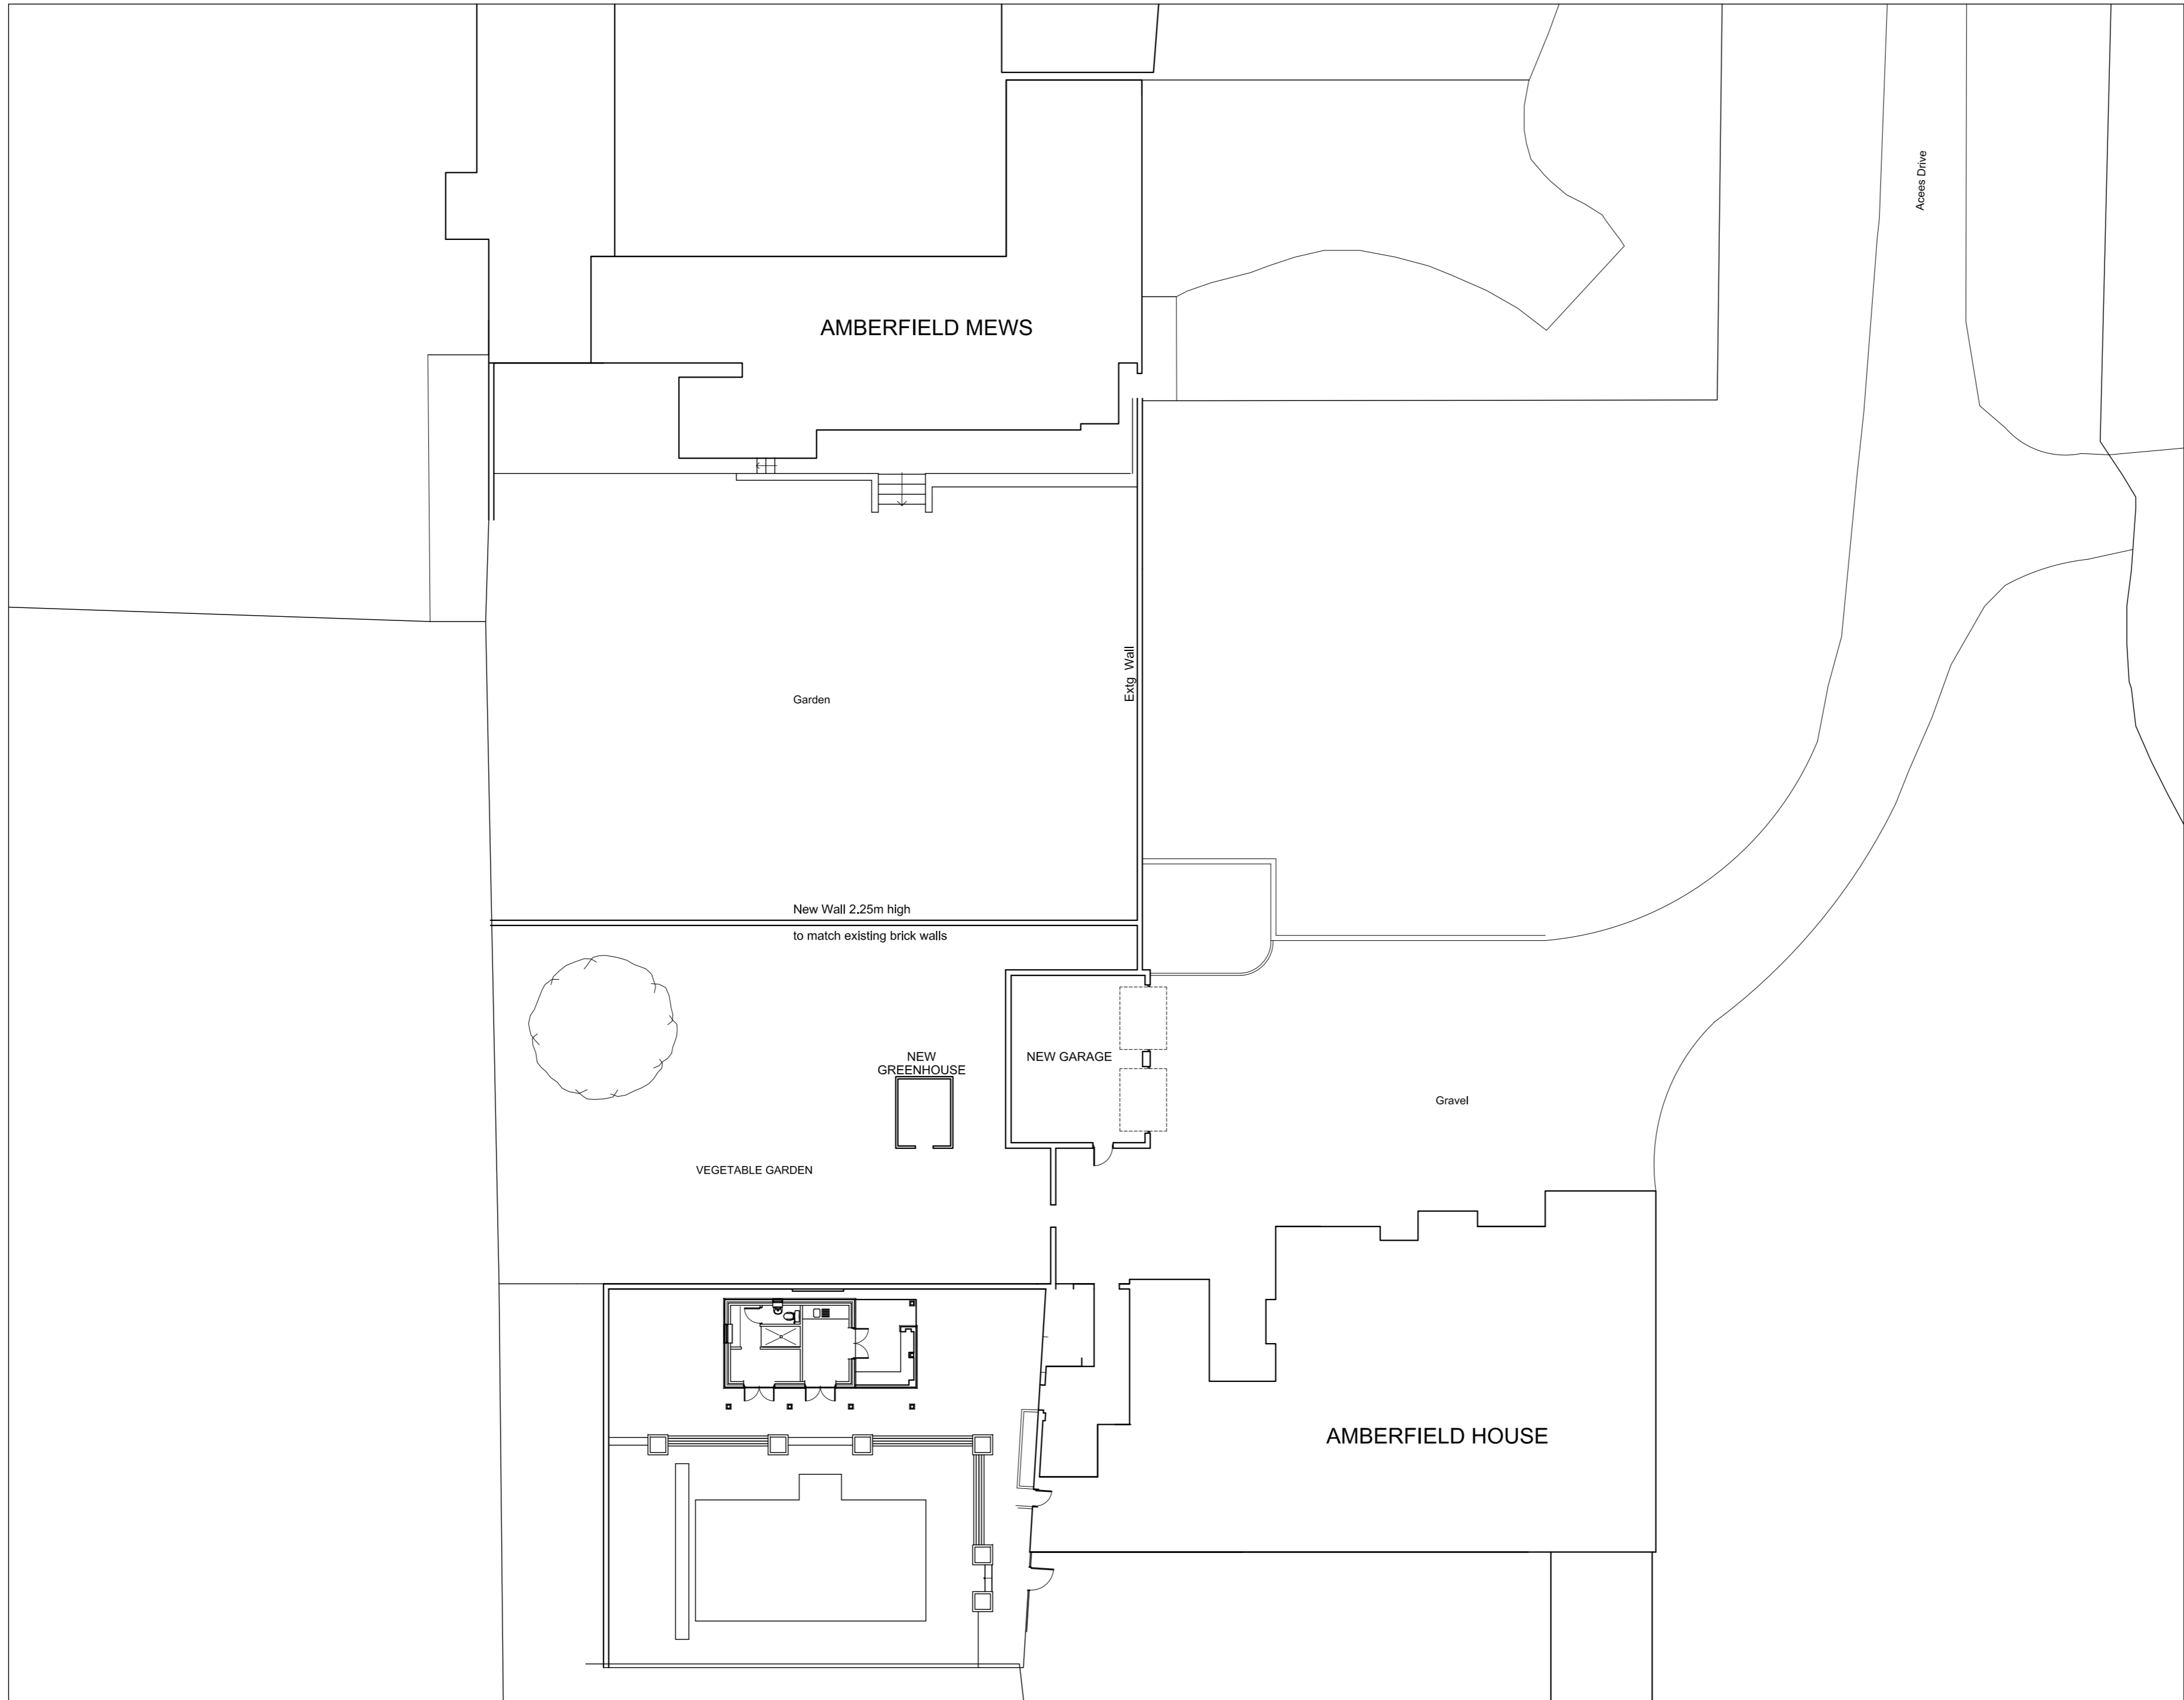 Acees Drive
AMBERFIELD MEWS
Extg Wall
Garden
New Wall 2.25m high
to match existing brick walls
NEW
GREENHOUSE
NEW GARAGE
Gravel
VEGETABLE GARDEN
AMBERFIELD HOUSE